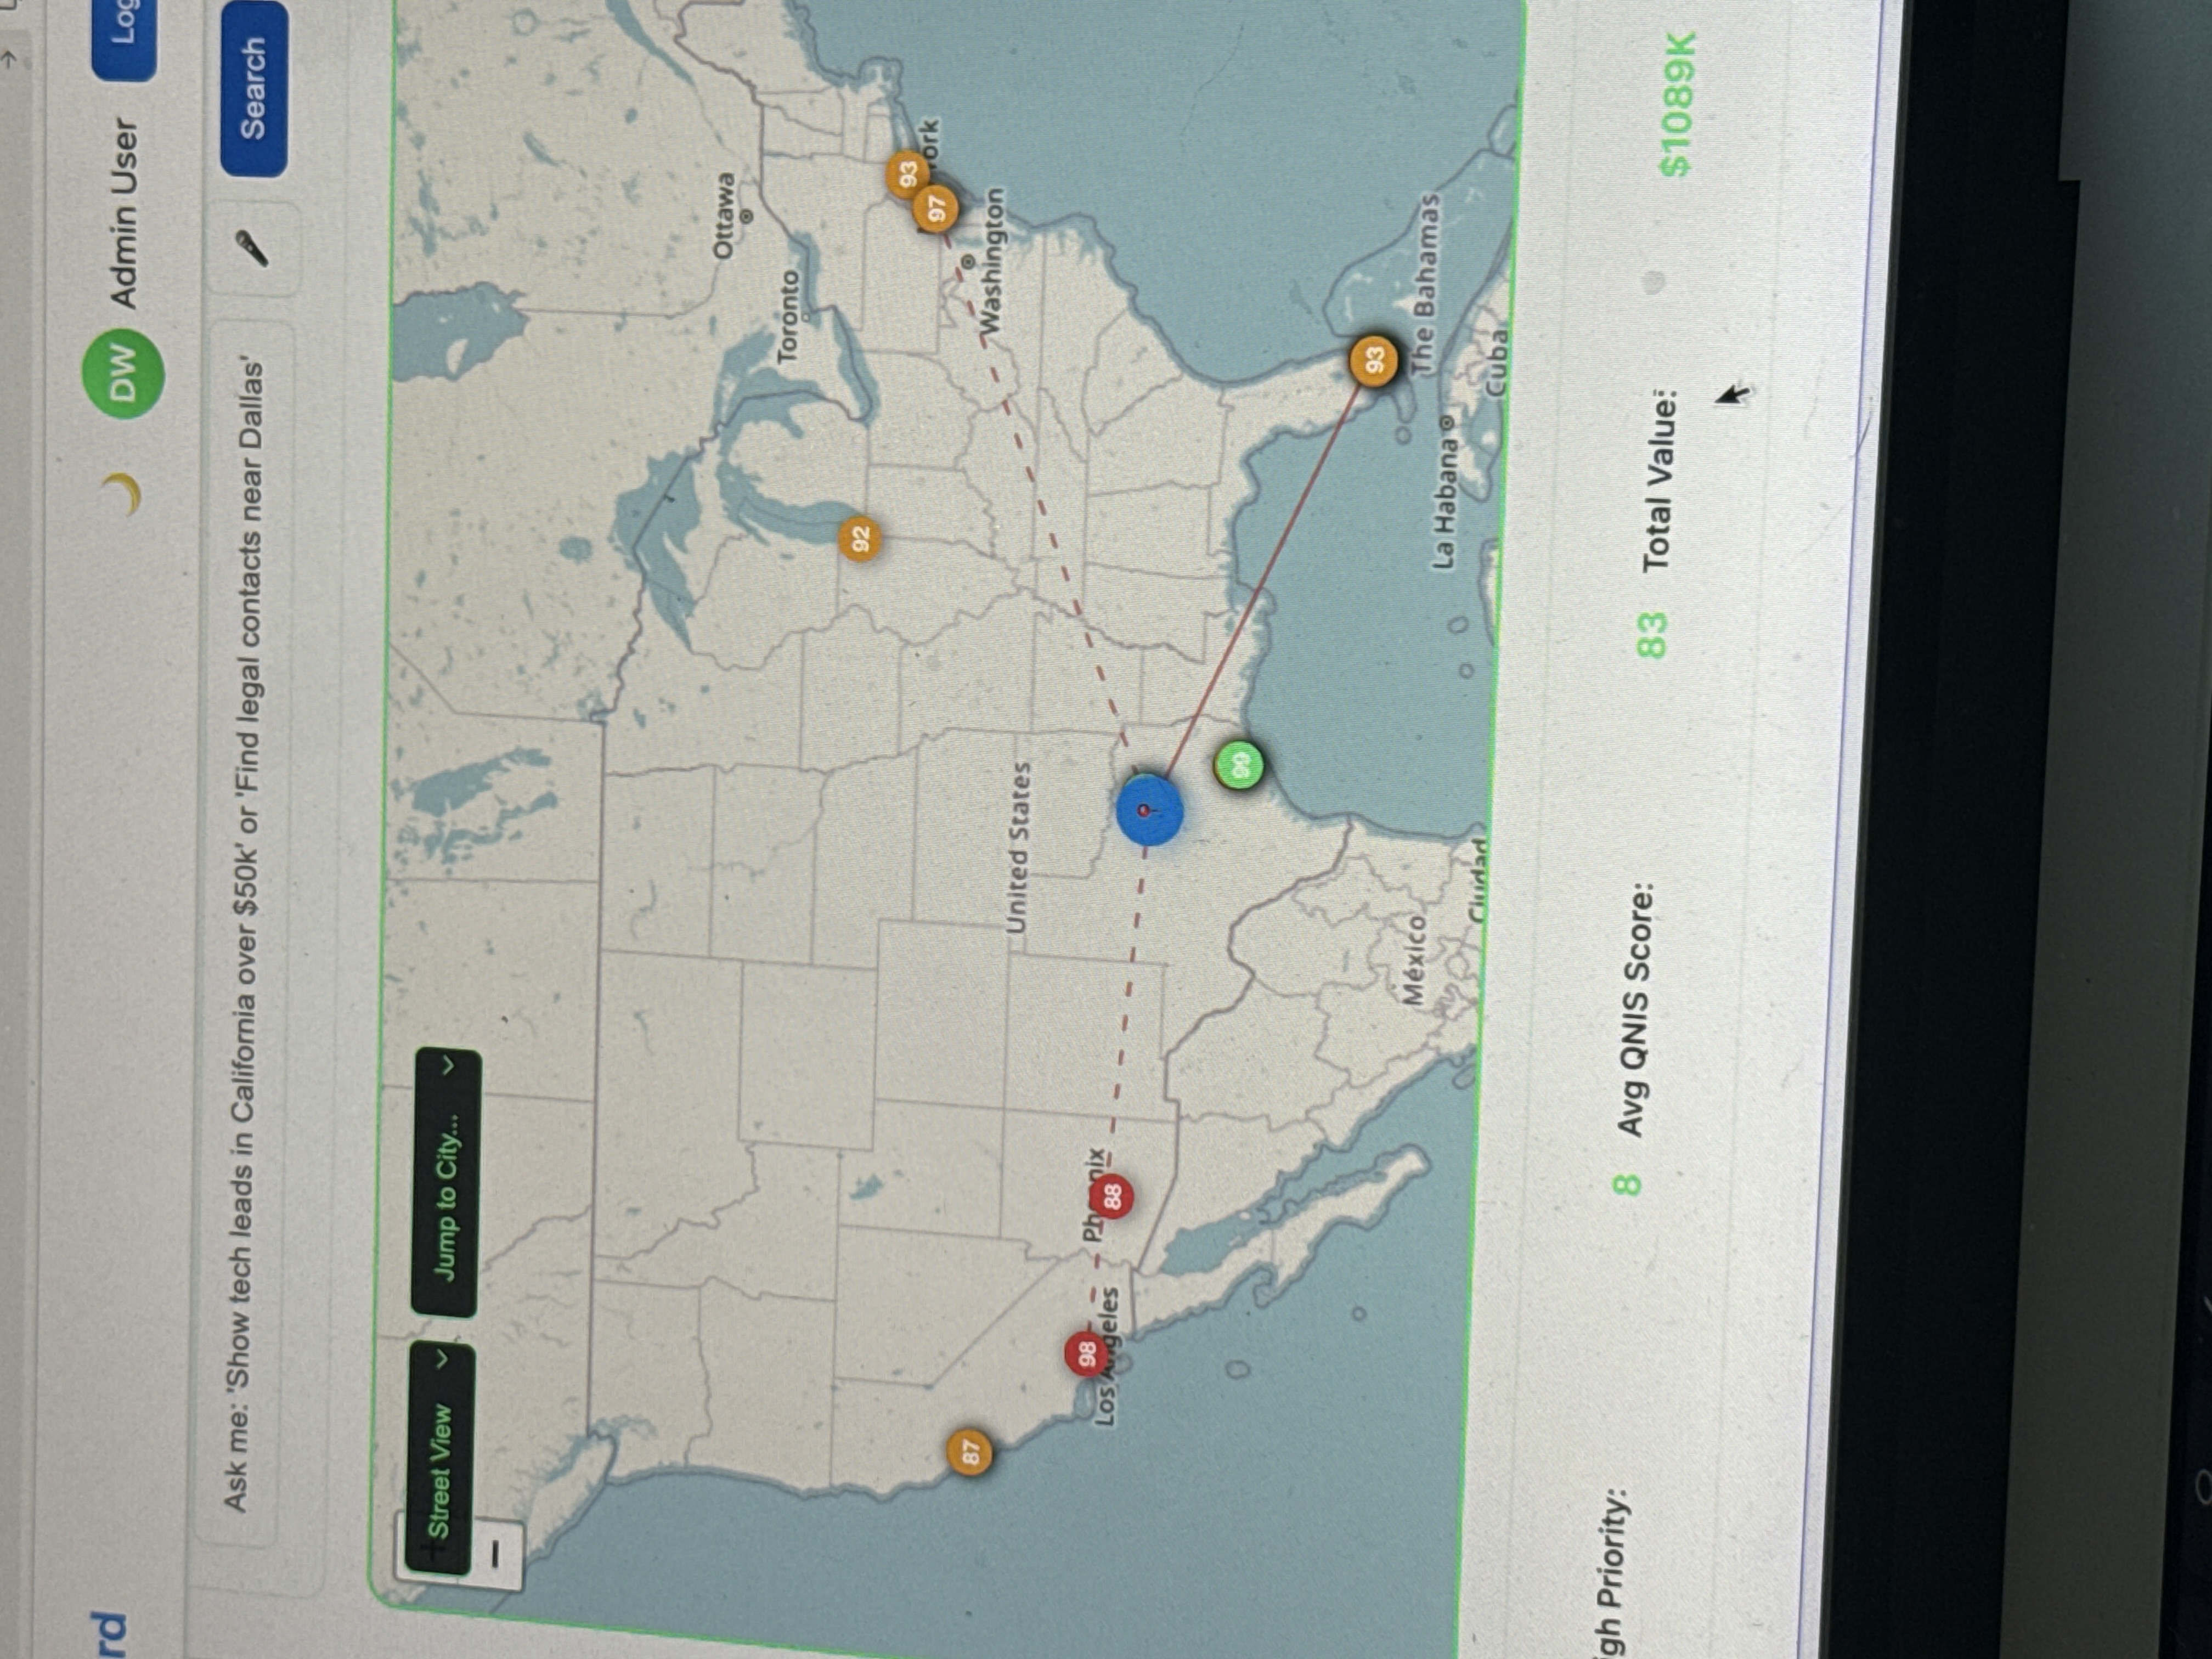 rd
DW Admin User Log
Ask me: 'Show tech leads in California over $50k' or 'Find legal contacts near Dallas'
Search
Street View
Jump to City...
−
Ottawa
Toronto
92
93
97
ork
Washington
87
United States
98
Los Angeles
Phoenix
88
99
93
México
The Bahamas
La Habana
Ciudad
Cuba
igh Priority: 8 Avg QNIS Score: 83 Total Value: $1089K